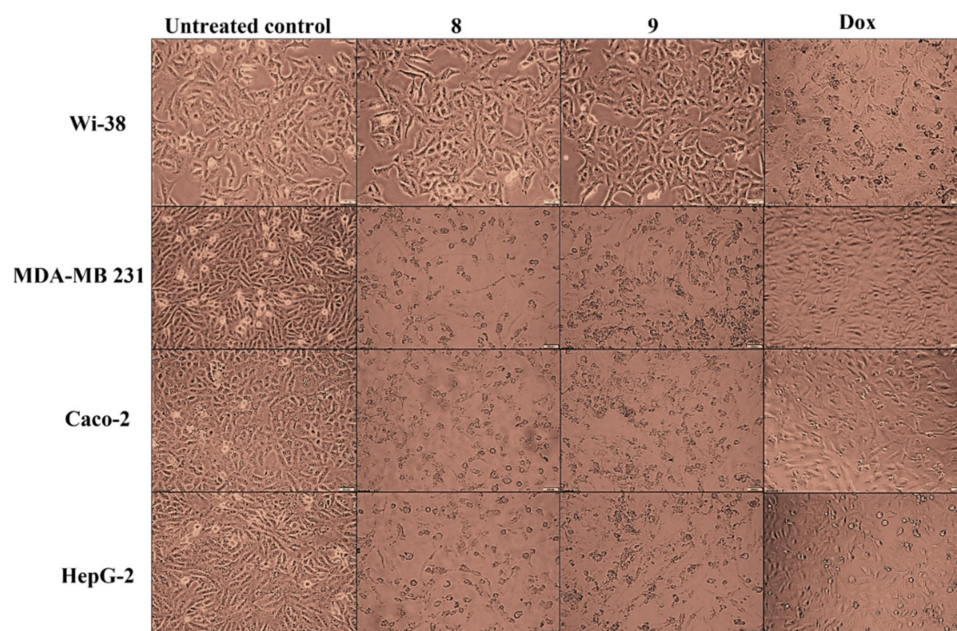 Untreated control 8 9 Dox
Wi-38
MDA-MB 231
Caco-2
HepG-2